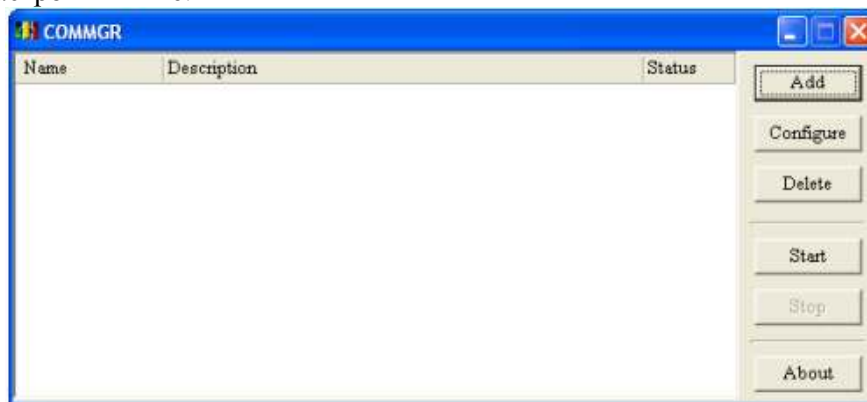 COMMGR
Name Description Status
Add
Configure
Delete
Start
Stop
About